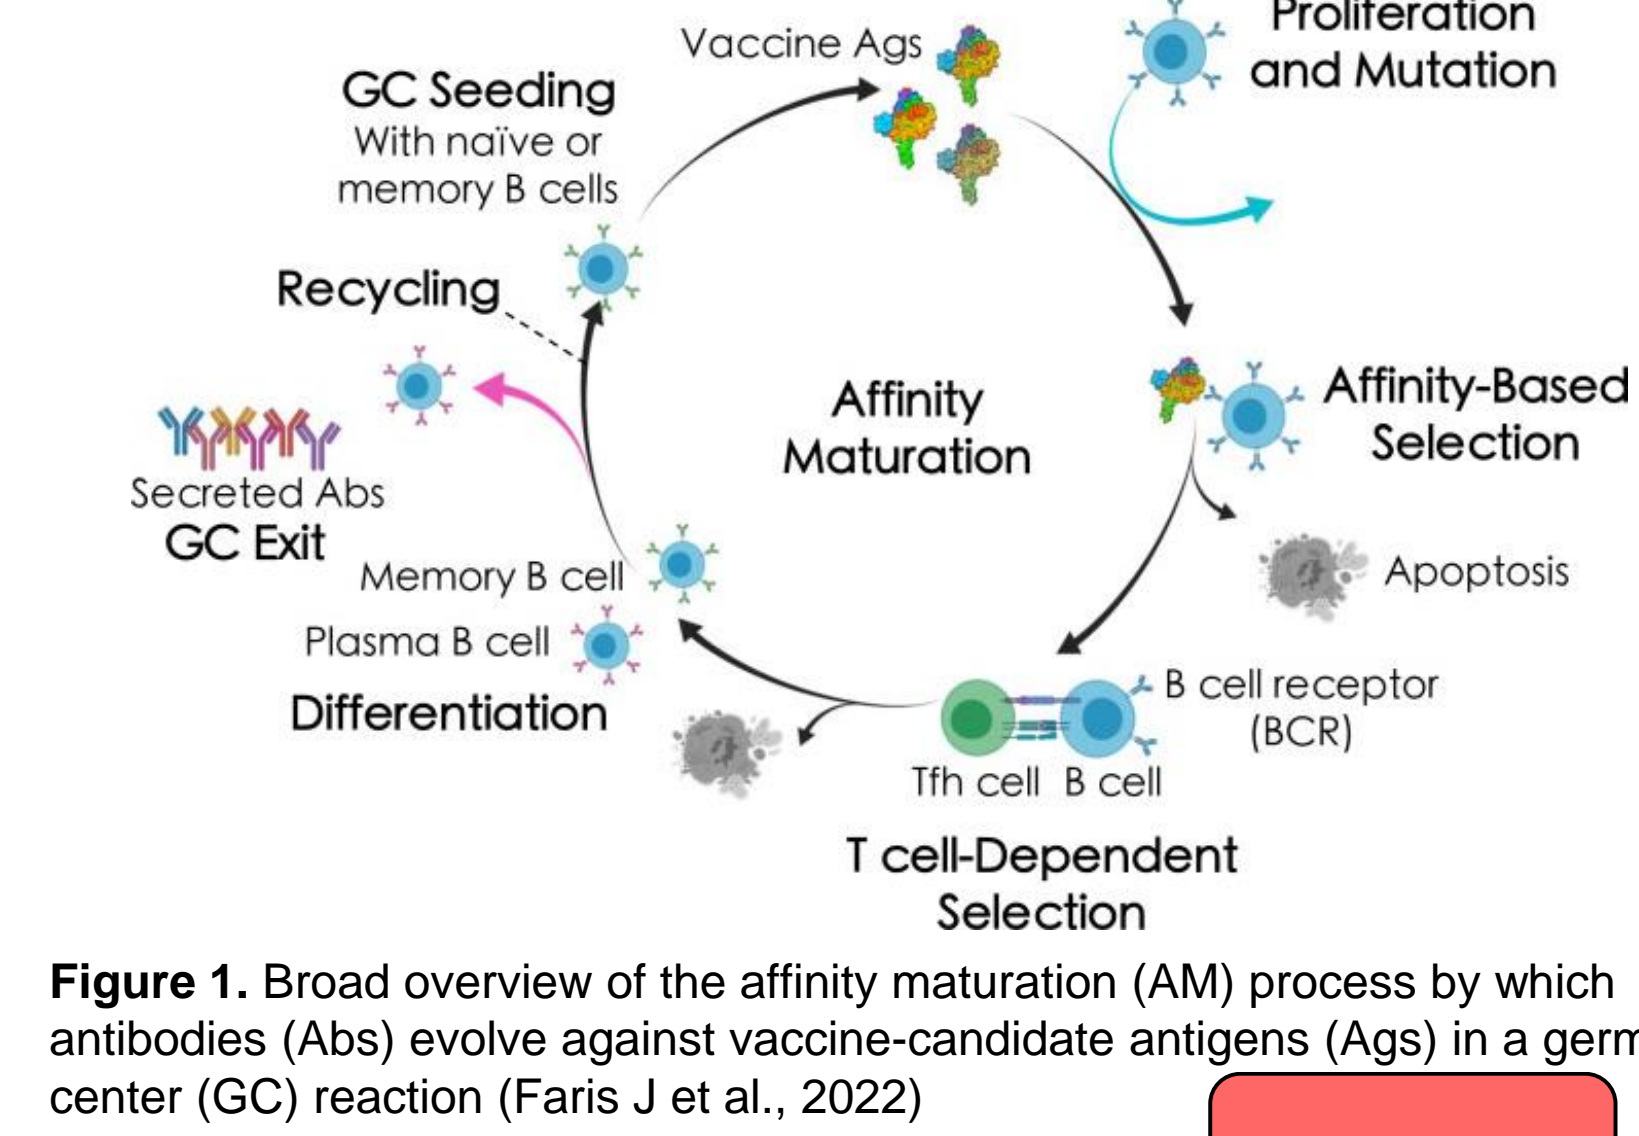 Proliferation
and Mutation
Vaccine Ags
GC Seeding
With naïve or
memory B cells
Recycling
Affinity
Maturation
Affinity-Based
Selection
Secreted Abs
GC Exit
Apoptosis
Memory B cell
Plasma B cell
Differentiation
B cell receptor
(BCR)
Tfh cell B cell
T cell-Dependent
Selection
Figure 1. Broad overview of the affinity maturation (AM) process by which
antibodies (Abs) evolve against vaccine-candidate antigens (Ags) in a germ
center (GC) reaction (Faris J et al., 2022)